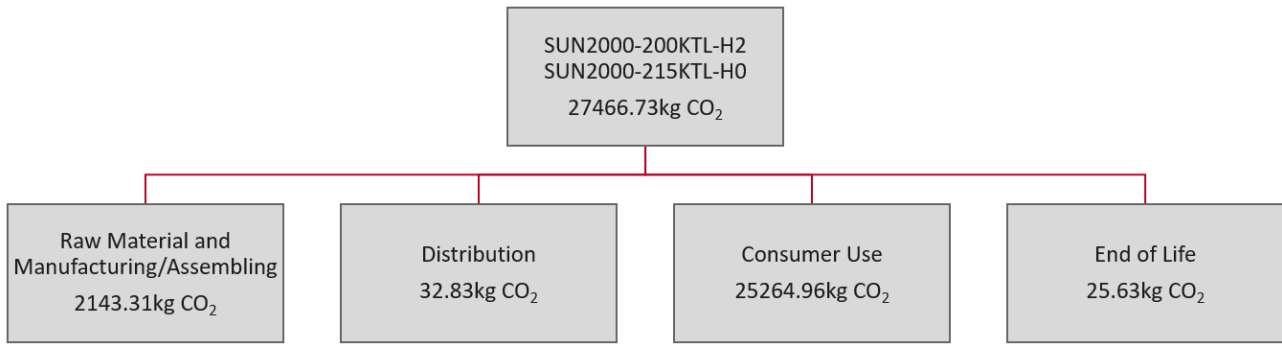 SUN2000-200KTL-H2
SUN2000-215KTL-H0
27466.73kg CO₂
Raw Material and
Manufacturing/Assembling
2143.31kg CO₂
Distribution
32.83kg CO₂
Consumer Use
25264.96kg CO₂
End of Life
25.63kg CO₂